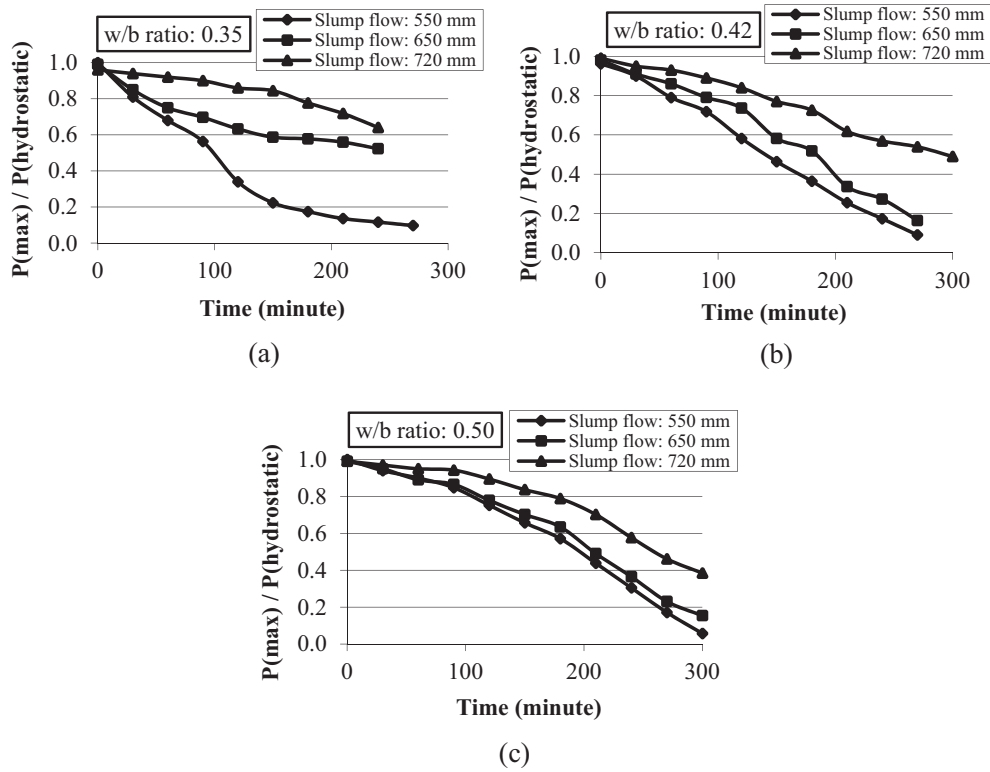 w/b ratio: 0.35
Slump flow: 550 mm
Slump flow: 650 mm
Slump flow: 720 mm
P(max) / P(hydrostatic)
1.0
0.8
0.6
0.4
0.2
0.0
0
100
200
300
Time (minute)
(a)
w/b ratio: 0.42
Slump flow: 550 mm
Slump flow: 650 mm
Slump flow: 720 mm
P(max) / P(hydrostatic)
1.0
0.8
0.6
0.4
0.2
0.0
0
100
200
300
Time (minute)
(b)
w/b ratio: 0.50
Slump flow: 550 mm
Slump flow: 650 mm
Slump flow: 720 mm
P(max) / P(hydrostatic)
1.0
0.8
0.6
0.4
0.2
0.0
0
100
200
300
Time (minute)
(c)